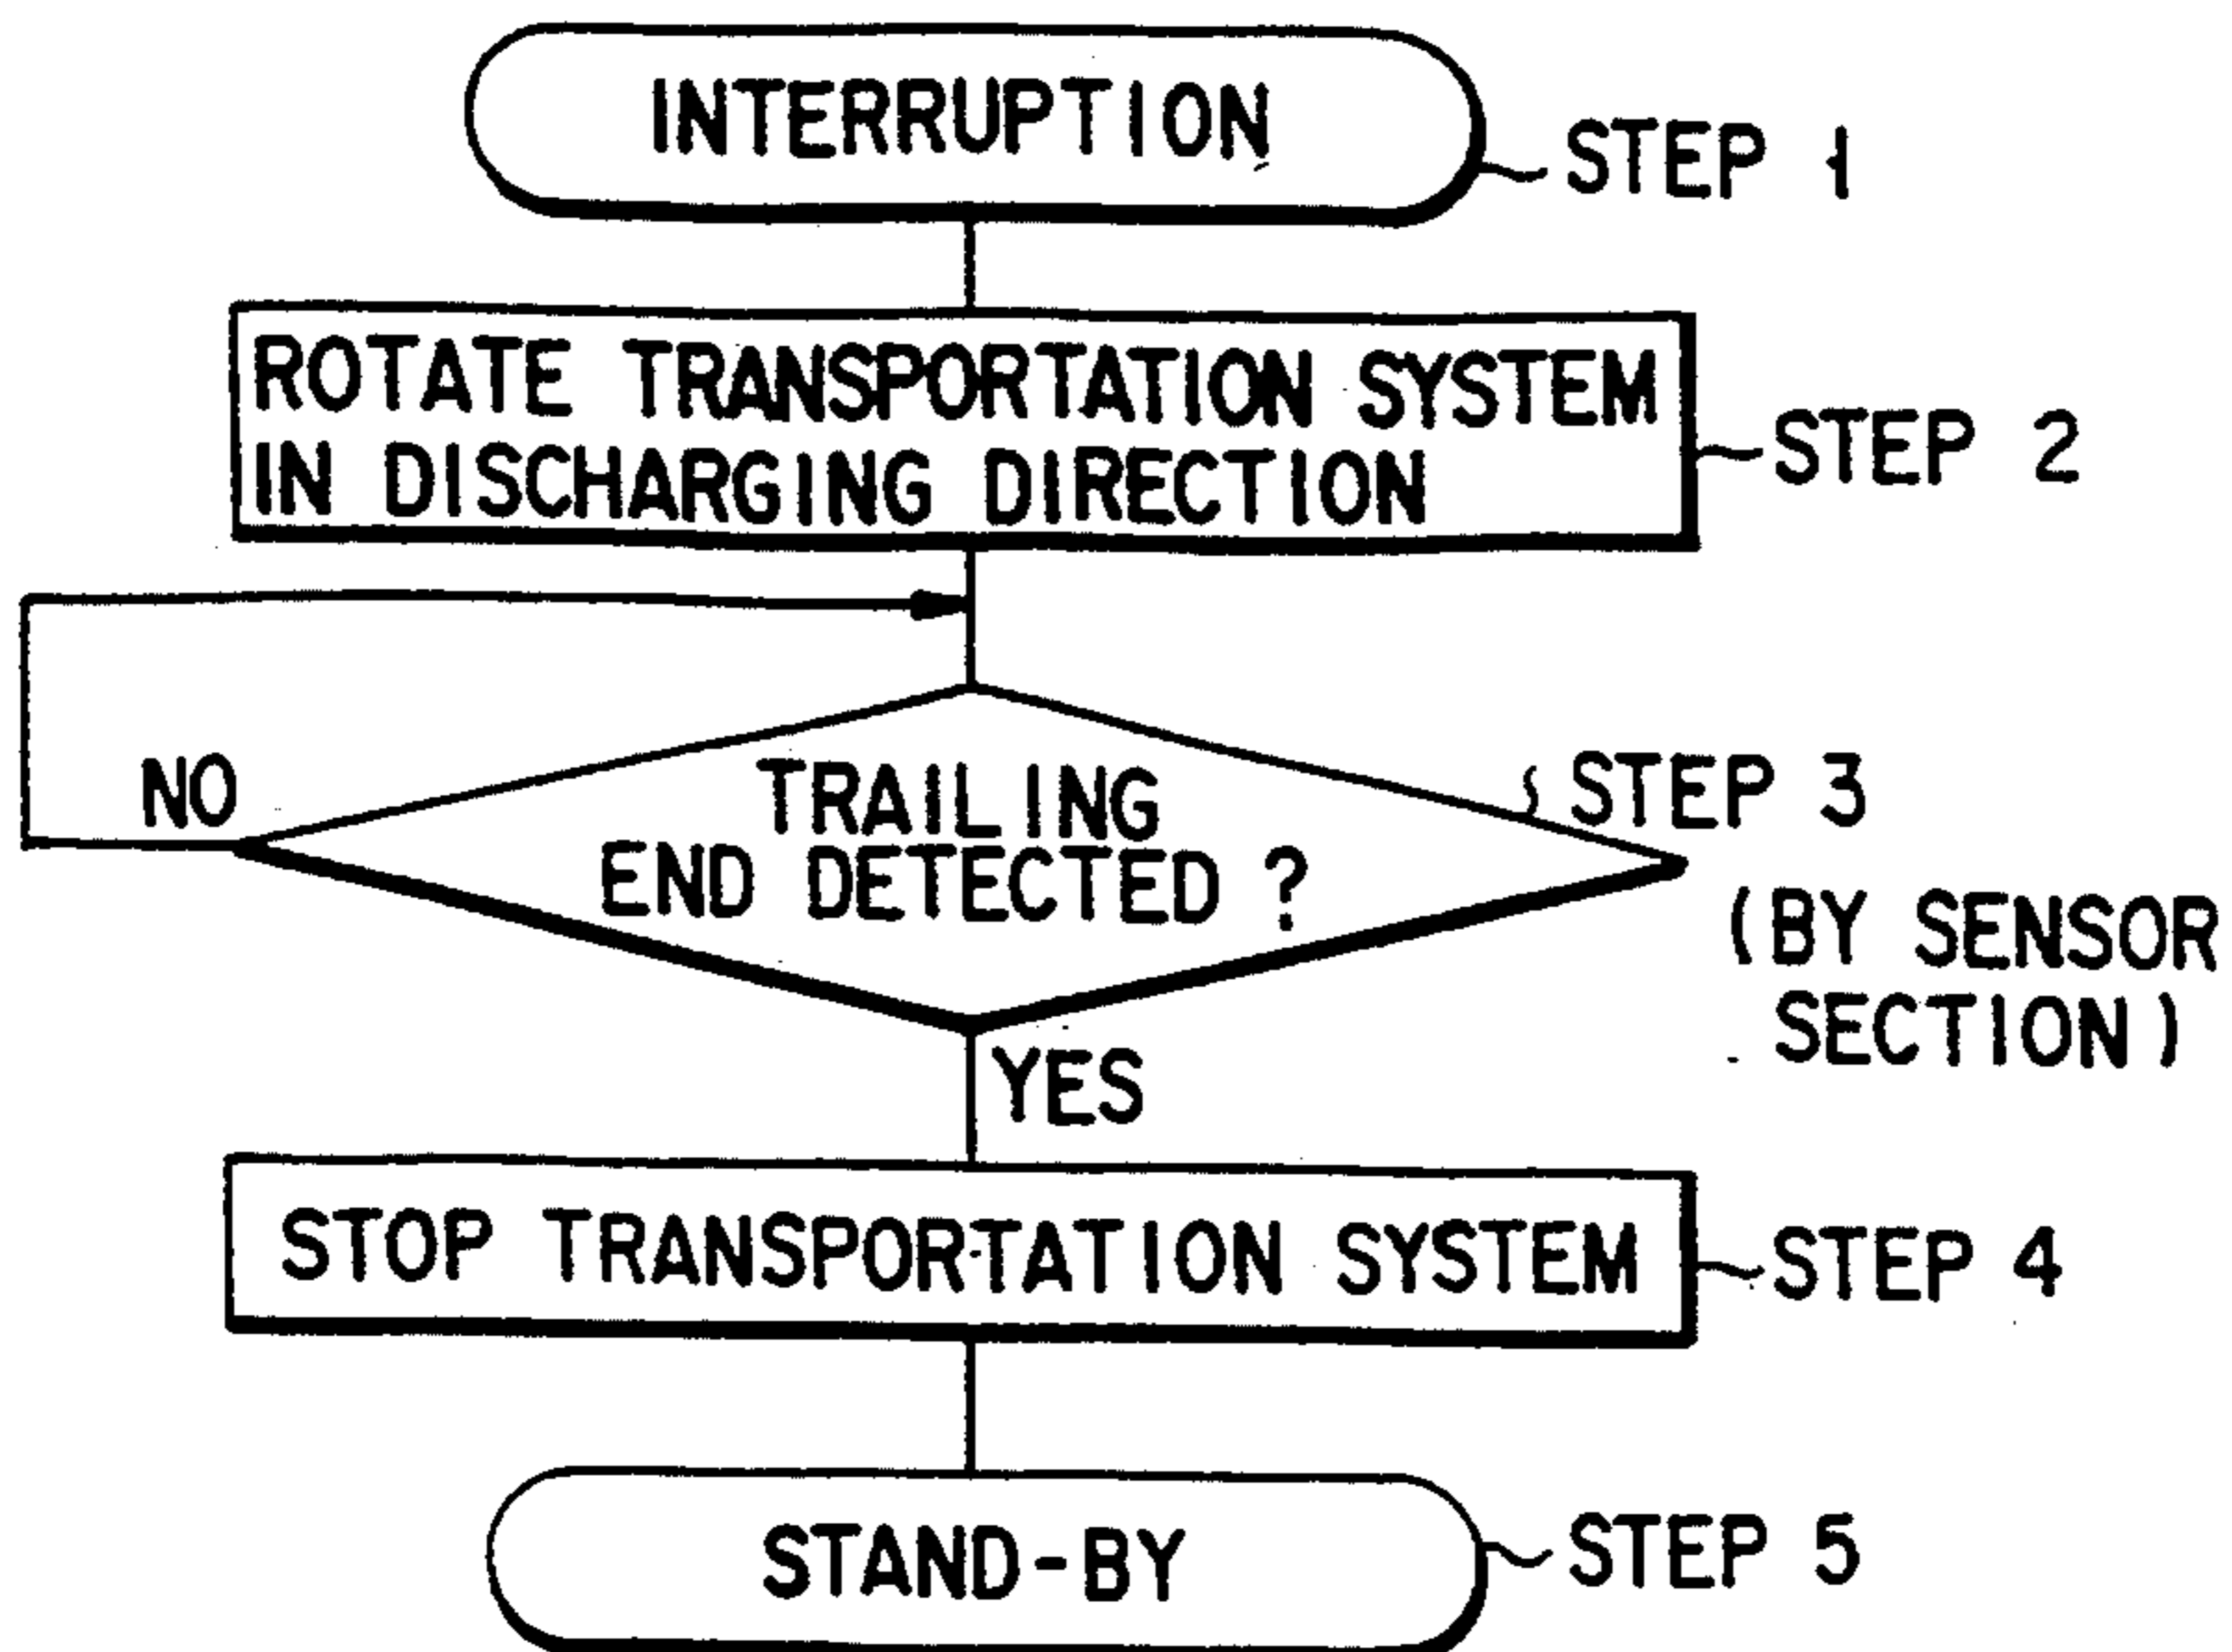 INTERRUPTION
STEP 1
ROTATE TRANSPORTATION SYSTEM
IN DISCHARGING DIRECTION
STEP 2
NO
TRAILING
END DETECTED ?
STEP 3
(BY SENSOR
SECTION)
YES
STOP TRANSPORTATION SYSTEM
STEP 4
STAND-BY
STEP 5